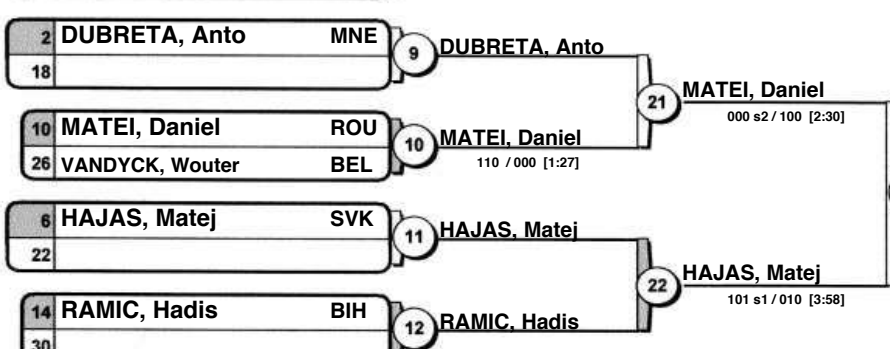 2 DUBRETA, Anto MNE
18
9 DUBRETA, Anto
10 MATEI, Daniel ROU
26 VANDYCK, Wouter BEL
10 MATEI, Daniel
110 / 000 [1:27]
21 MATEI, Daniel
000 s2 / 100 [2:30]
6 HAJAS, Matej SVK
22
11 HAJAS, Matej
14 RAMIC, Hadis BIH
30
12 RAMIC, Hadis
22 HAJAS, Matej
101 s1 / 010 [3:58]